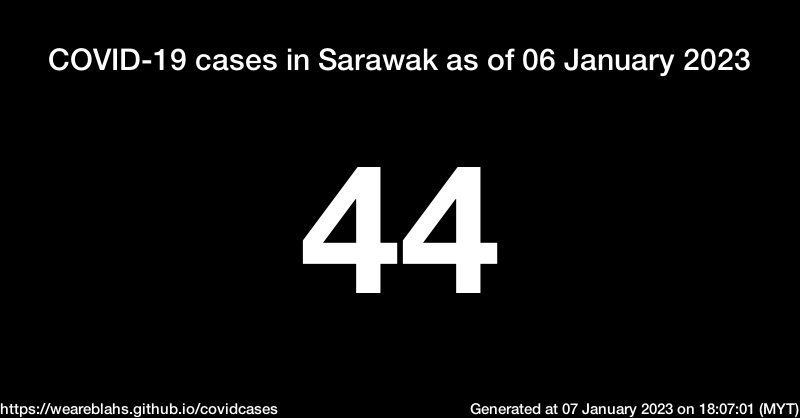 COVID-19 cases in Sarawak as of 06 January 2023
44
https://weareblahs.github.io/covidcases
Generated at 07 January 2023 on 18:07:01 (MYT)